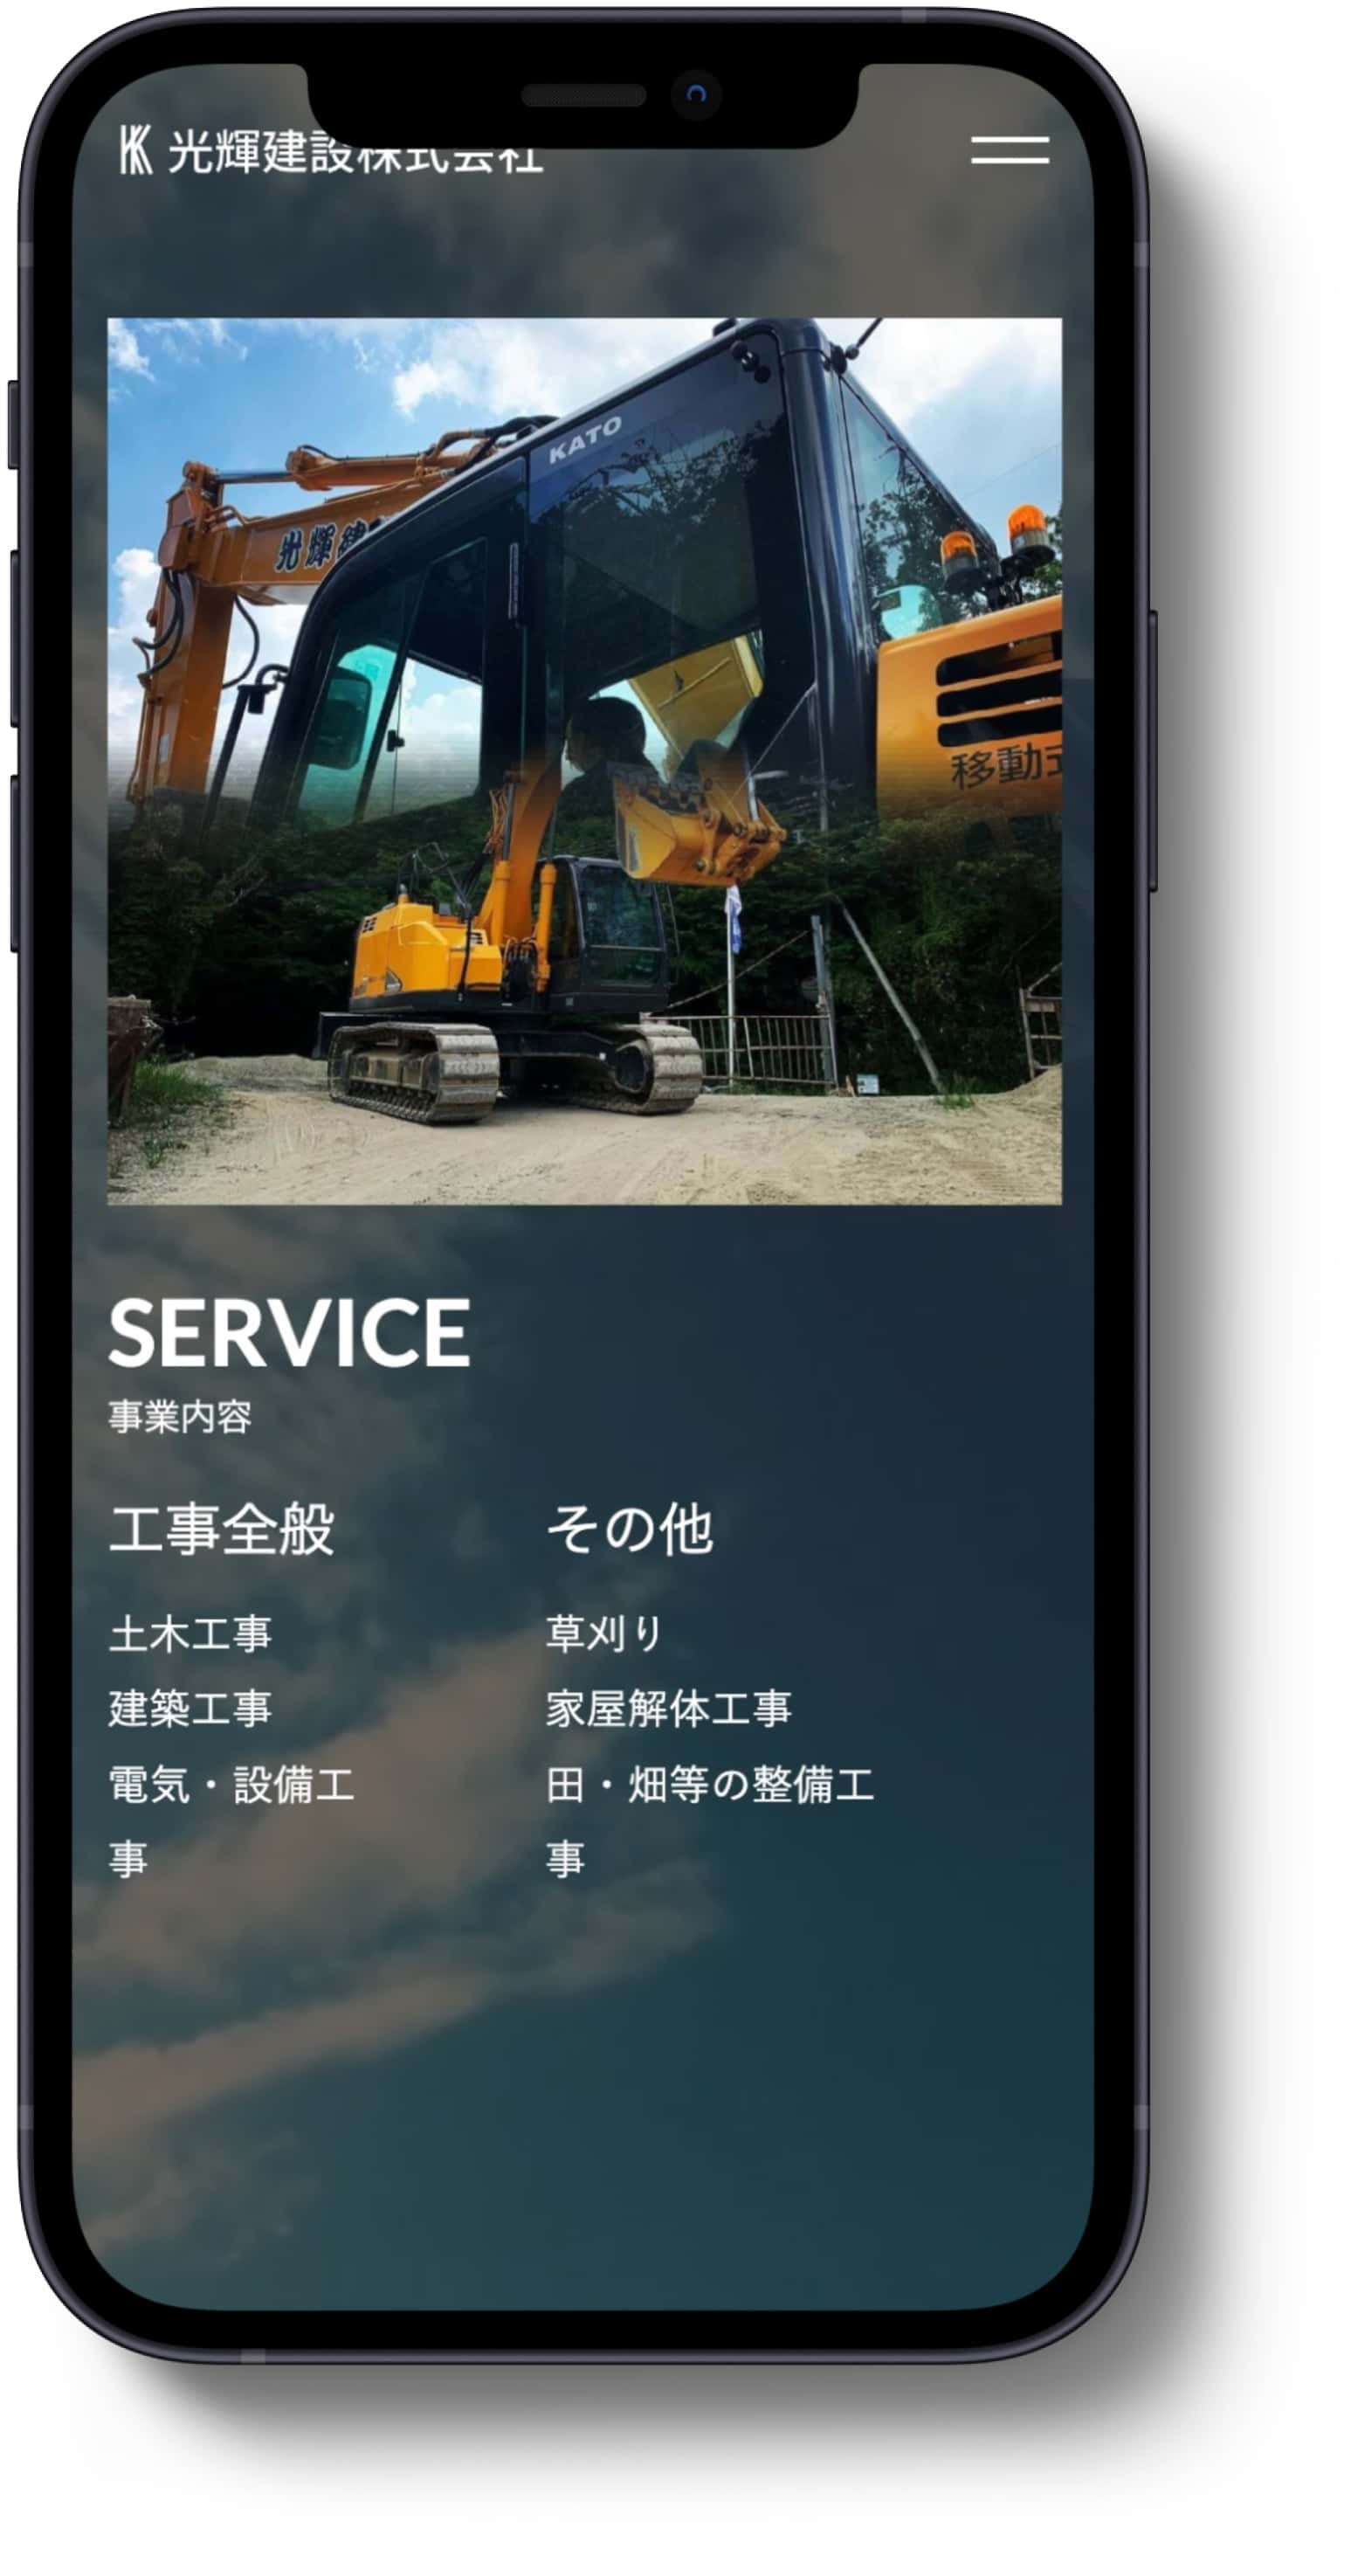 KK 光輝建設株式会社
KATO
光輝建
移動式
SERVICE
事業内容
工事全般
土木工事
建築工事
電気・設備工
事
その他
草刈り
家屋解体工事
田・畑等の整備工
事